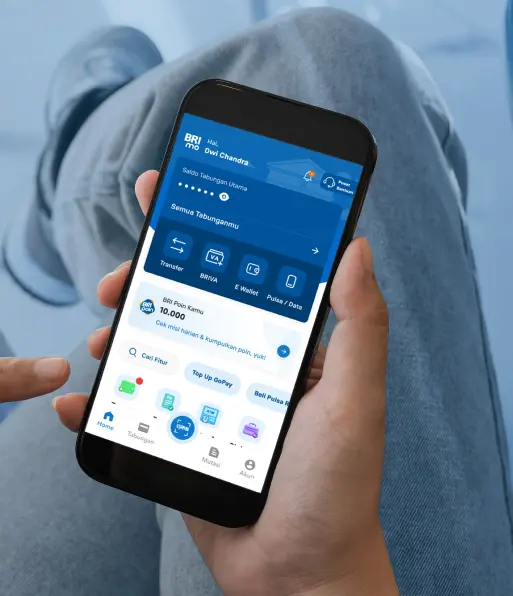 BRI
mo
Hai,
Dwi Chandra
Pusat
Bantuan
Saldo Tabungan Utama
Semua Tabunganmu
Transfer
BRIVA
E Wallet
Pulsa / Data
BRI
poin
BRI Poin Kamu
10.000
Cek misi harian & kumpulkan poin, yuk!
Cari Fitur
Top Up GoPay
Beli Pulsa
Home
Tabungan
QRIS
Mutasi
Akun